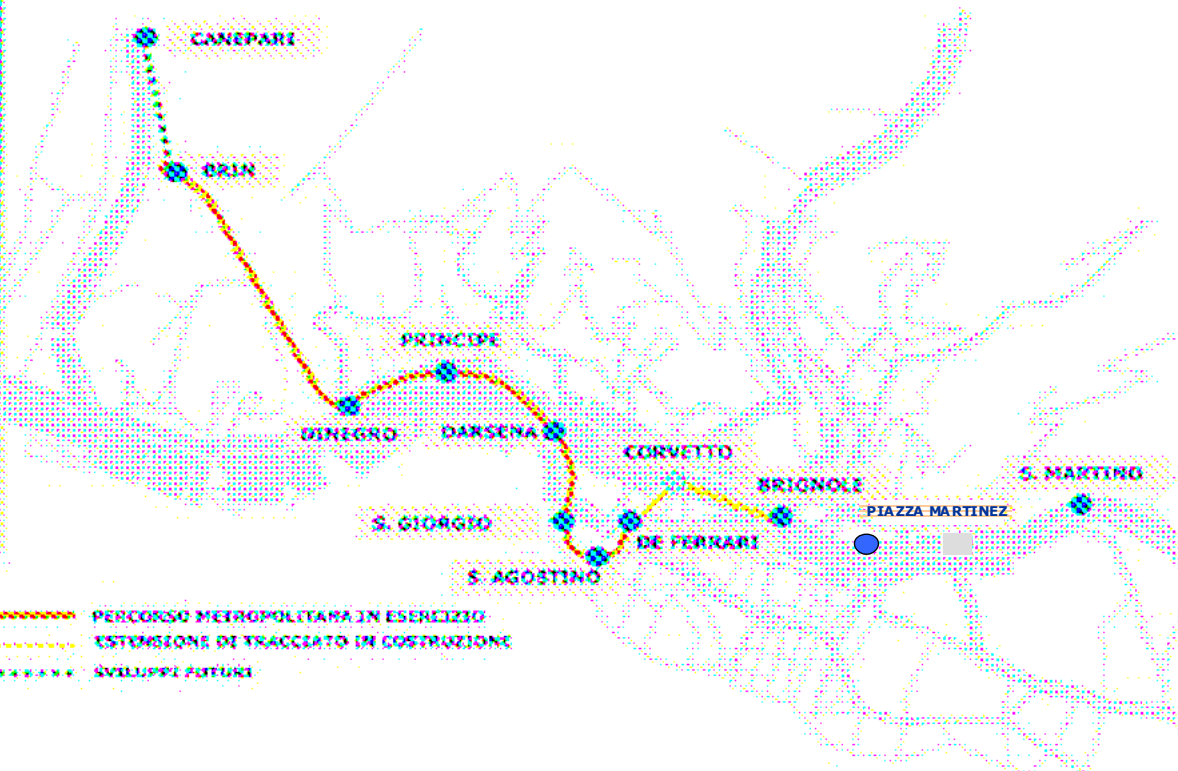 CANEPARI
BRIN
PRINCIPE
DINEGRO
DARSENA
CORVETTO
S. MARTINO
BRIGNOLE
PIAZZA MARTINEZ
S. GIORGIO
DE FERRARI
S. AGOSTINO
PERCORSO METROPOLITANA IN ESERCIZIO
ESTENSIONE DI TRACCIATO IN COSTRUZIONE
SVILUPPI FUTURI